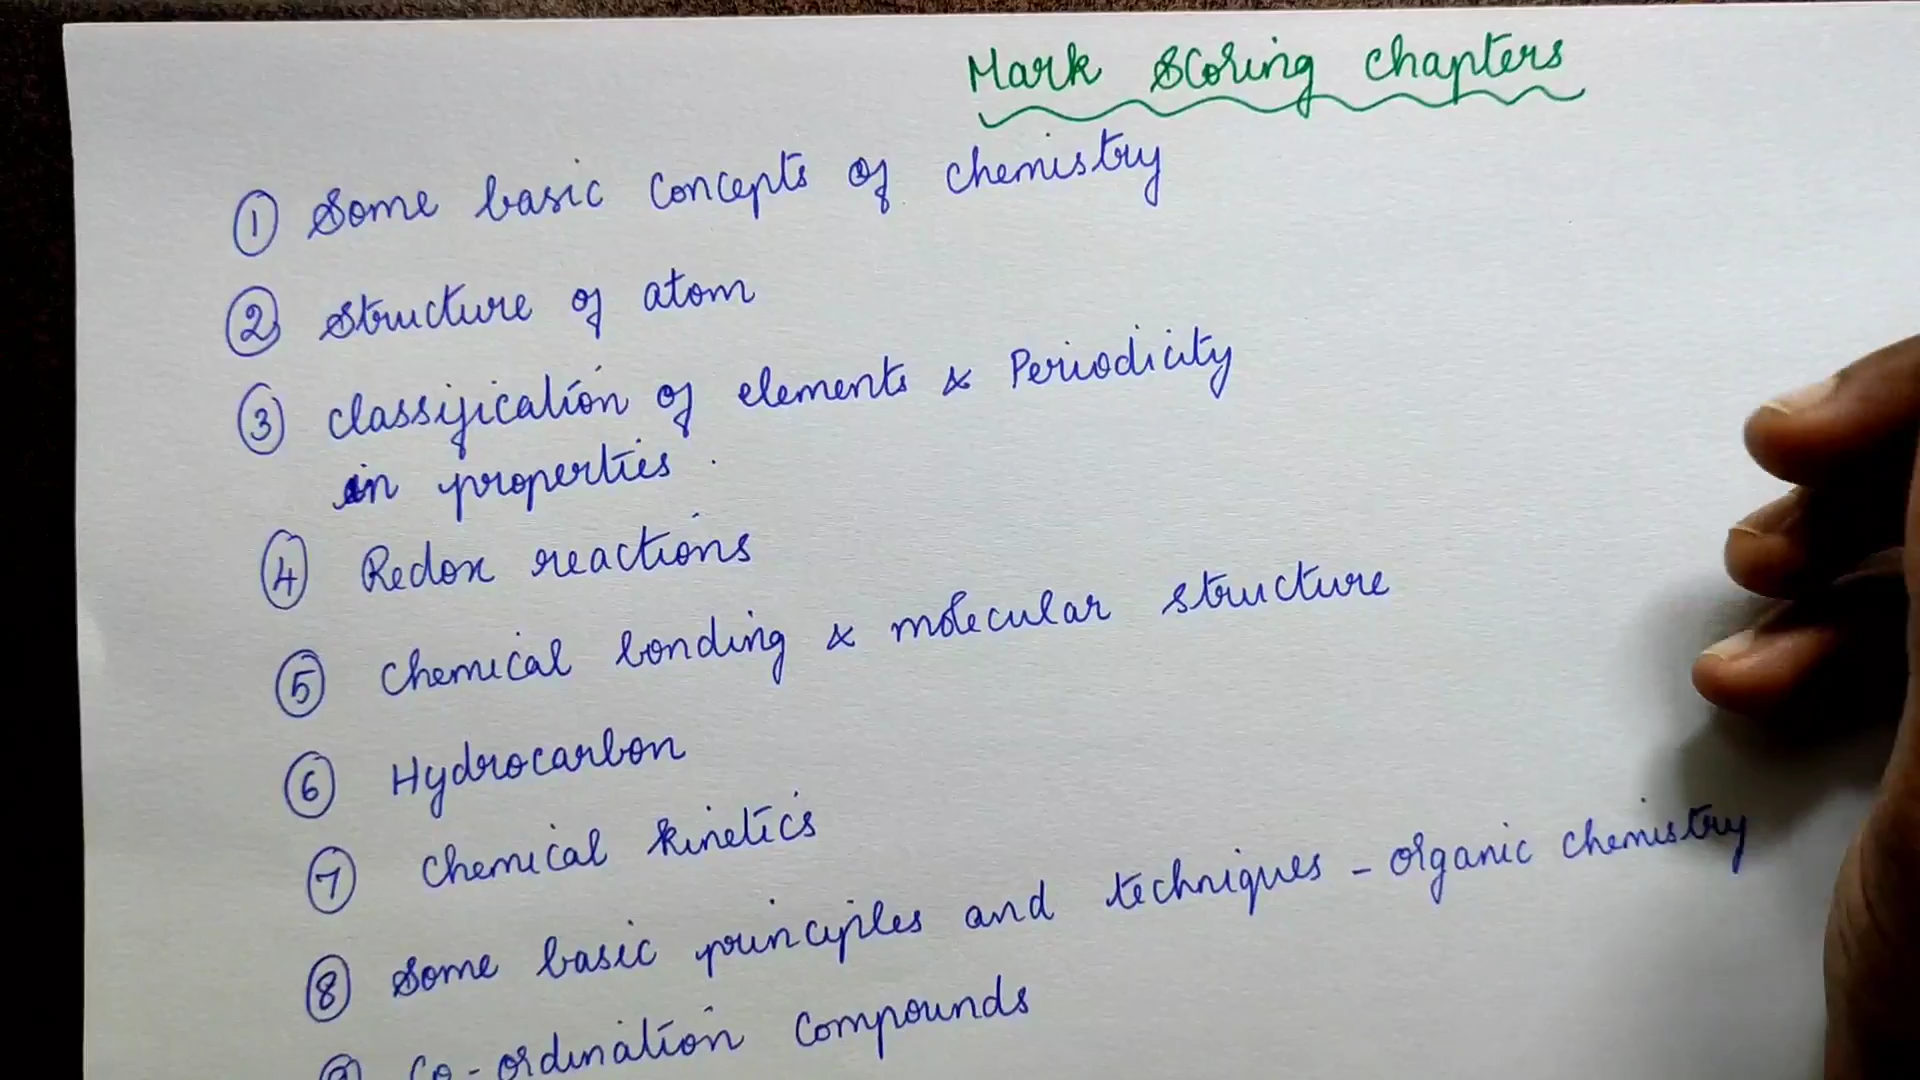 Mark Scoring Chapters
① Some basic concepts of chemistry
② Structure of atom
③ Classification of elements & Periodicity
in properties.
④ Redox reactions
⑤ Chemical bonding & molecular structure
⑥ Hydrocarbon
⑦ Chemical kinetics
⑧ Some basic principles and techniques - organic chemistry
⑨ Co-ordination compounds